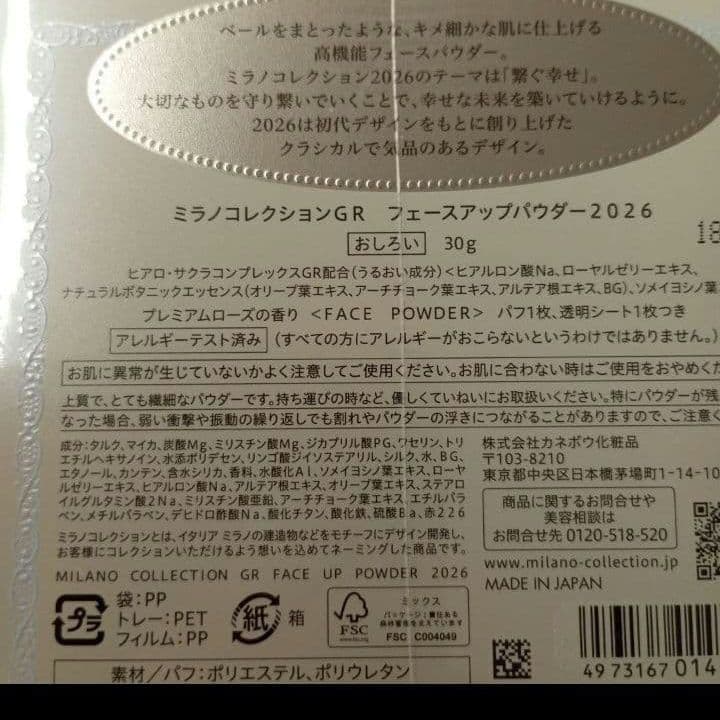 ベールをまとったような、キメ細かな肌に仕上げる
高機能フェースパウダー。
ミラノコレクション2026のテーマは「繋ぐ幸せ」。
大切なものを守り繋いでいくことで、幸せな未来を築いていけるように。
2026は初代デザインをもとに創り上げた
クラシカルで気品のあるデザイン。
ミラノコレクションGR フェースアップパウダー2026
おしろい 30g
18
ヒアロ・サクラコンプレックスGR配合(うるおい成分)<ヒアルロン酸Na、ローヤルゼリーエキス、
ナチュラルボタニックエッセンス(オリーブ葉エキス、アーチチョーク葉エキス、アルテア根エキス、BG)、ソメイヨシノ葉
プレミアムローズの香り <FACE POWDER> パフ1枚、透明シート1枚つき
アレルギーテスト済み (すべての方にアレルギーがおこらないというわけではありません。)
お肌に異常が生じていないかよく注意してご使用ください。お肌に合わない時はご使用をおやめくだ
上質で、とても繊細なパウダーです。持ち運びの時など、優しくていねいにお取扱いください。特にパウダーが残
なった場合、弱い衝撃や振動の繰り返しでも割れやパウダーの浮きにつながることがありますので、ご注意く
成分:タルク、マイカ、炭酸Mg、ミリスチン酸Mg、ジカプリル酸PG、ワセリン、トリ
エチルヘキサノイン、水添ポリデセン、リンゴ酸ジイソステアリル、シルク、水、BG、
エタノール、カンテン、含水シリカ、香料、水酸化Al、ソメイヨシノ葉エキス、ローヤ
ルゼリーエキス、ヒアルロン酸Na、アルテア根エキス、オリーブ葉エキス、ステアロ
イルグルタミン酸2Na、ミリスチン酸亜鉛、アーチチョーク葉エキス、エチルパラ
ベン、メチルパラベン、デヒドロ酢酸Na、酸化チタン、酸化鉄、硫酸Ba、赤226
ミラノコレクションとは、イタリア ミラノの建造物などをモチーフにデザイン開発し、
お客様にコレクションいただけるよう想いを込めてネーミングした商品です。
MILANO COLLECTION GR FACE UP POWDER 2026
株式会社カネボウ化粧品
〒103-8210
東京都中央区日本橋茅場町1-14-10
商品に関するお問合せや
美容相談は
お問合せ先 0120-518-520
www.milano-collection.jp
MADE IN JAPAN
プラ
袋:PP
トレー:PET
フィルム:PP
紙 箱
FSC
www.fsc.org
ミックス
パッケージ|責任ある
森林管理を支えています
FSC C004049
4973167014
素材/パフ:ポリエステル、ポリウレタン